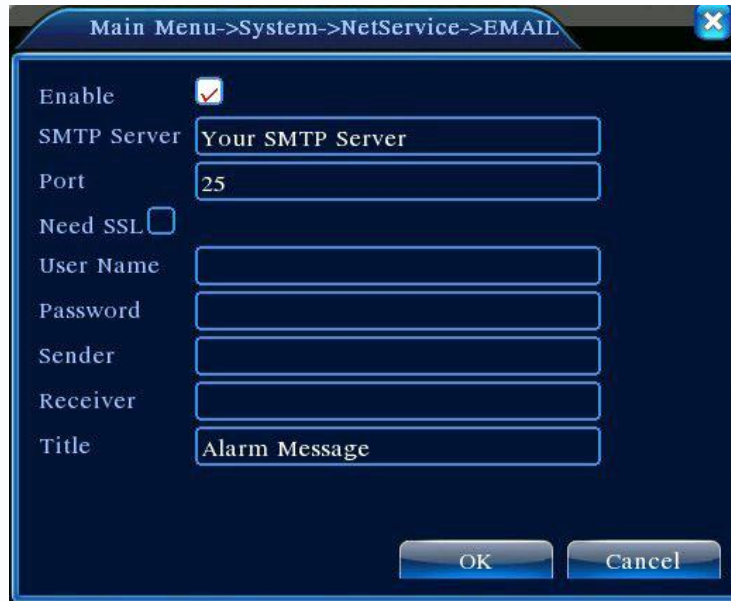 Main Menu->System->NetService->EMAIL
Enable
SMTP Server Your SMTP Server
Port 25
Need SSL
User Name
Password
Sender
Receiver
Title Alarm Message
OK Cancel